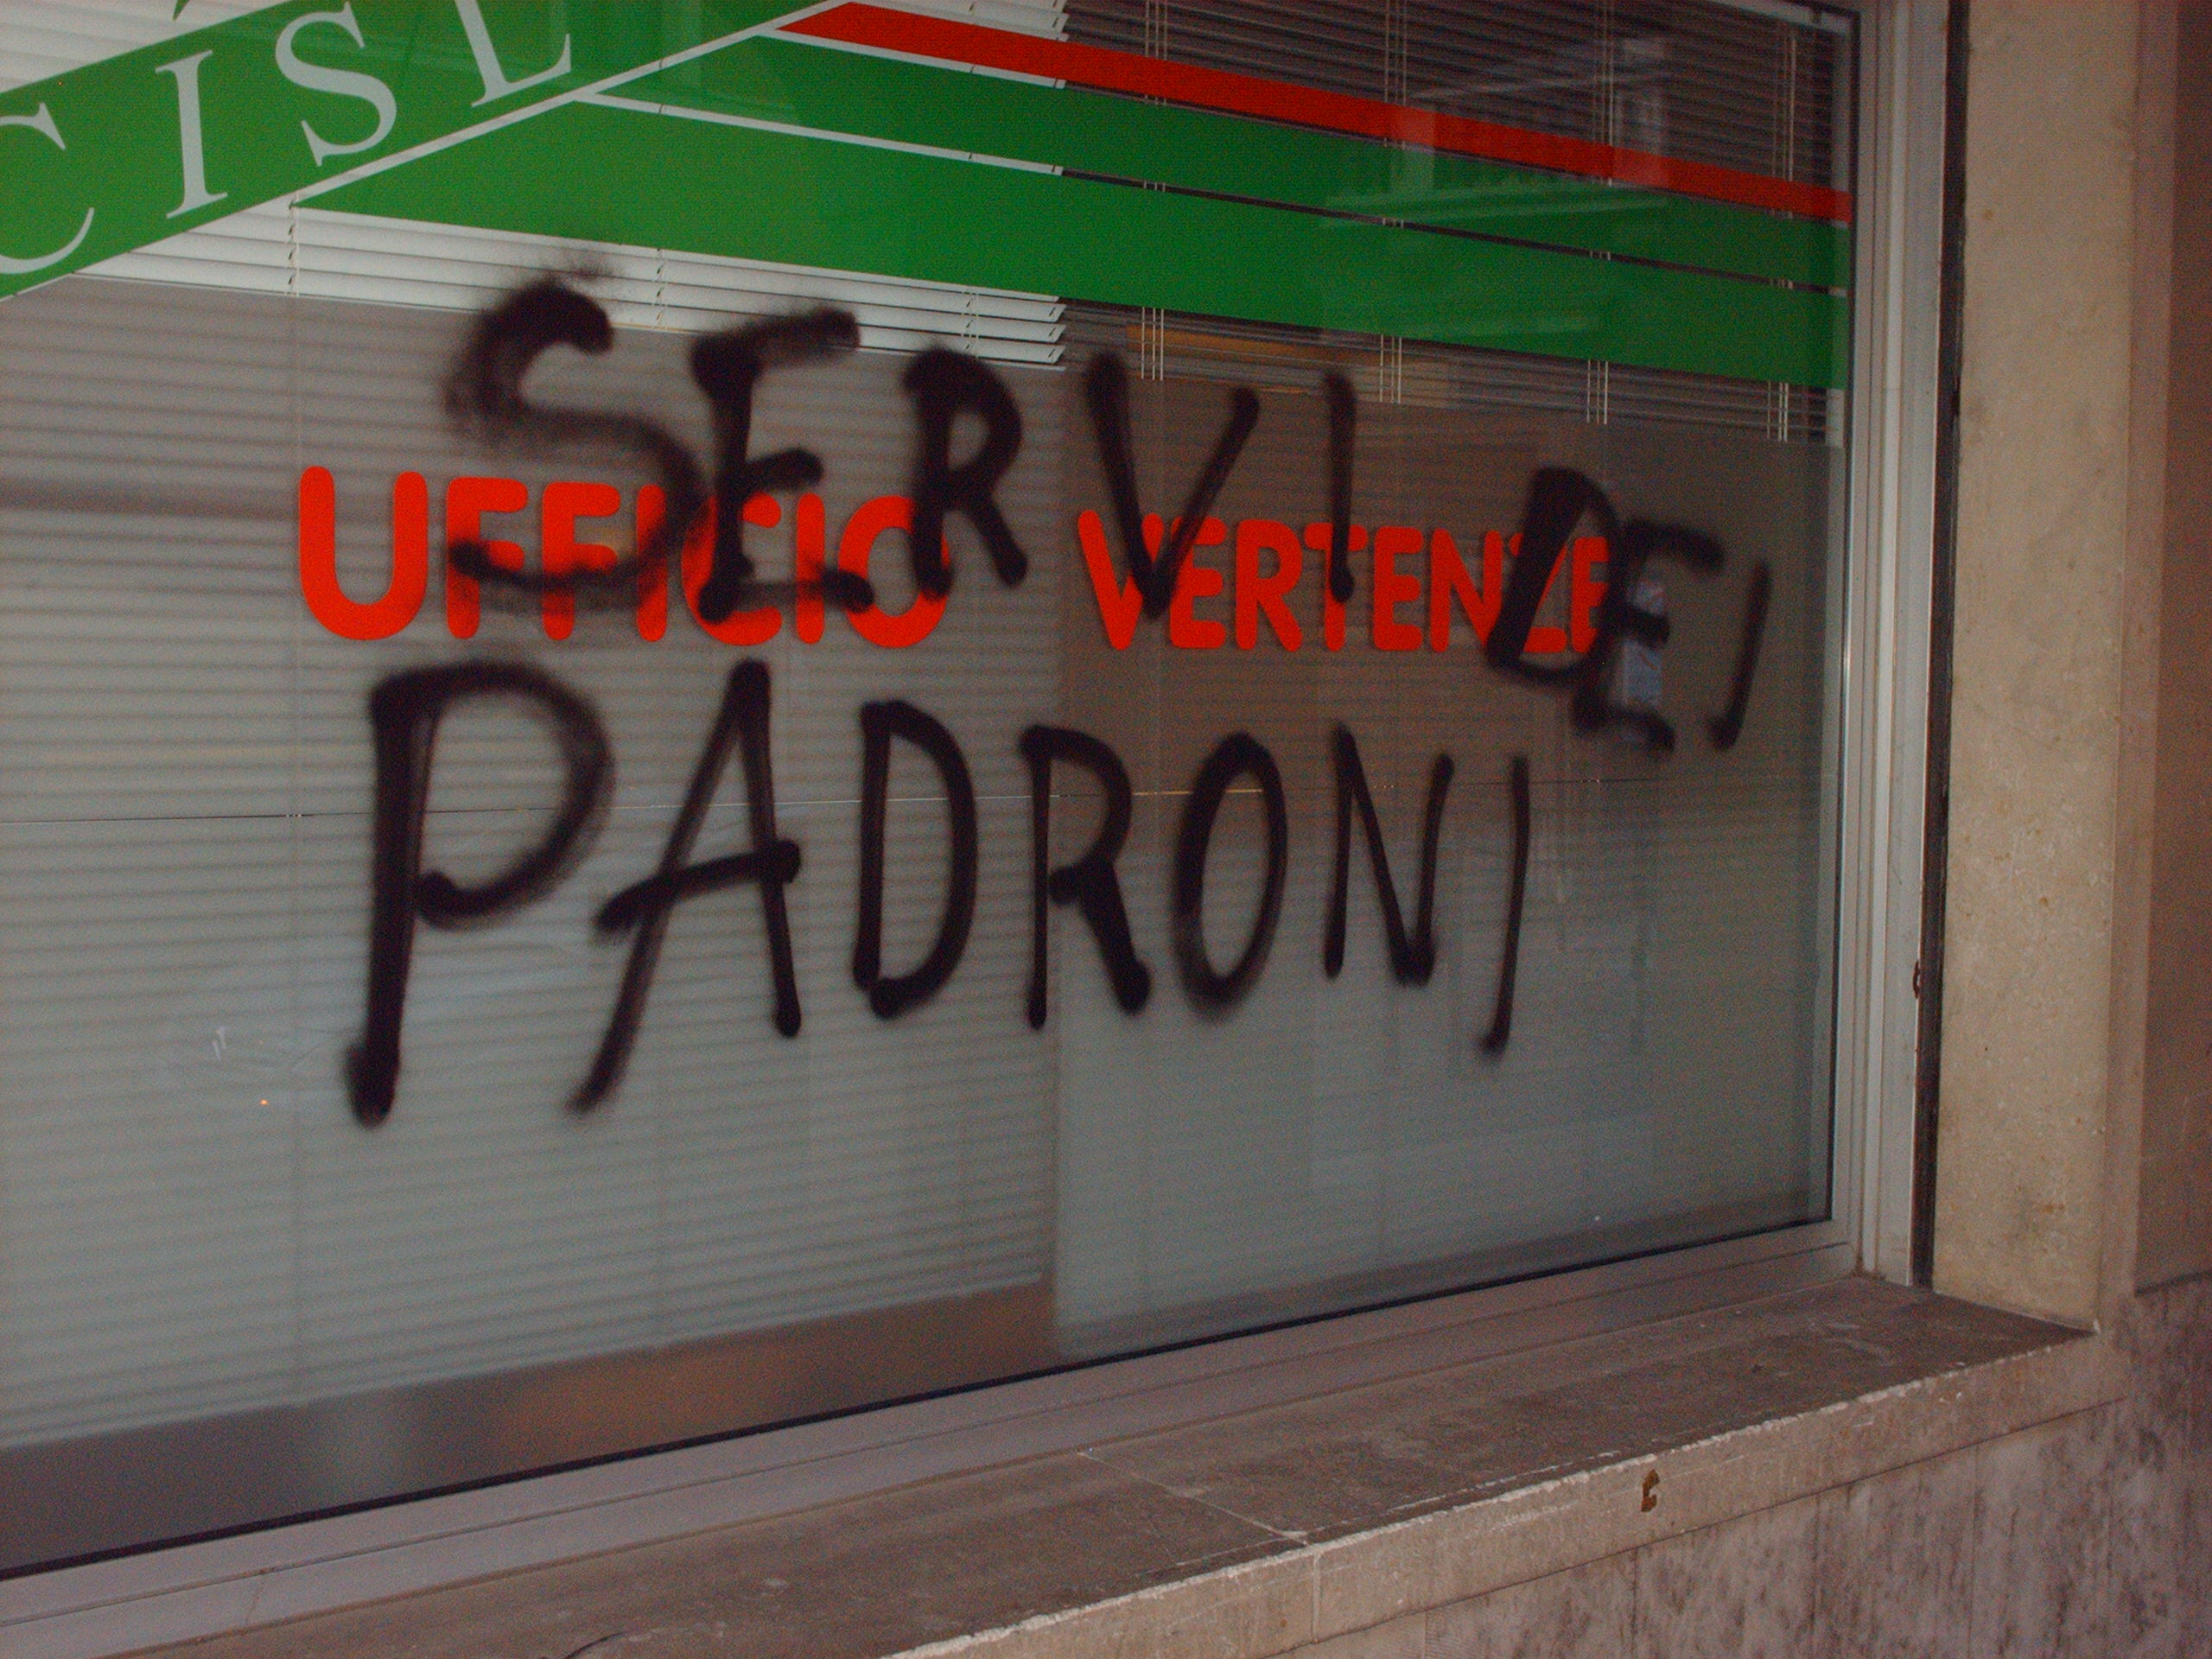 CISL
UFFICIO VERTENZE
SERVI DEI
PADRONI